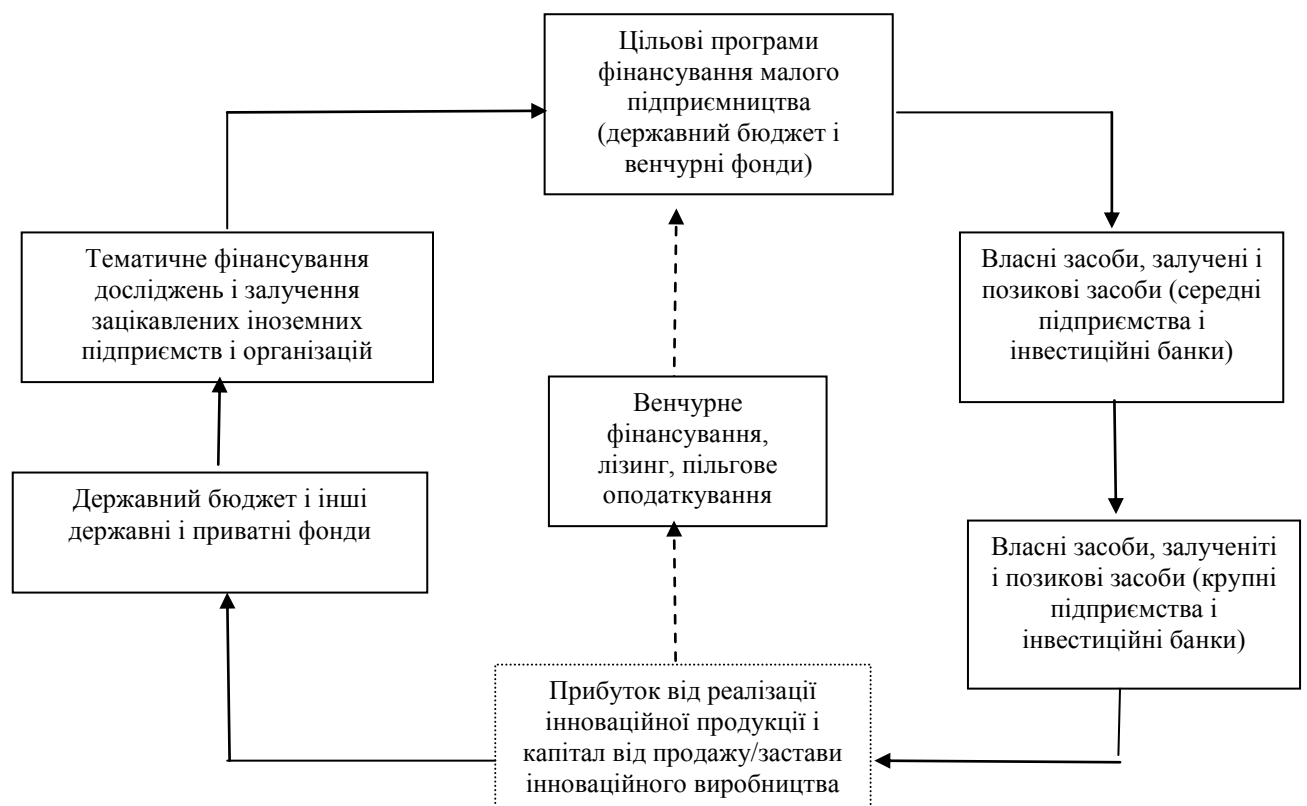 Цільові програми
фінансування малого
підприємництва
(державний бюджет і
венчурні фонди)
Тематичне фінансування
досліджень і залучення
зацікавлених іноземних
підприємств і організацій
Власні засоби, залучені і
позикові засоби (середні
підприємства і
інвестиційні банки)
Венчурне
фінансування,
лізинг, пільгове
оподаткування
Державний бюджет і інші
державні і приватні фонди
Власні засоби, залученіті
і позикові засоби (крупні
підприємства і
інвестиційні банки)
Прибуток від реалізації
інноваційної продукції і
капітал від продажу/застави
інноваційного виробництва